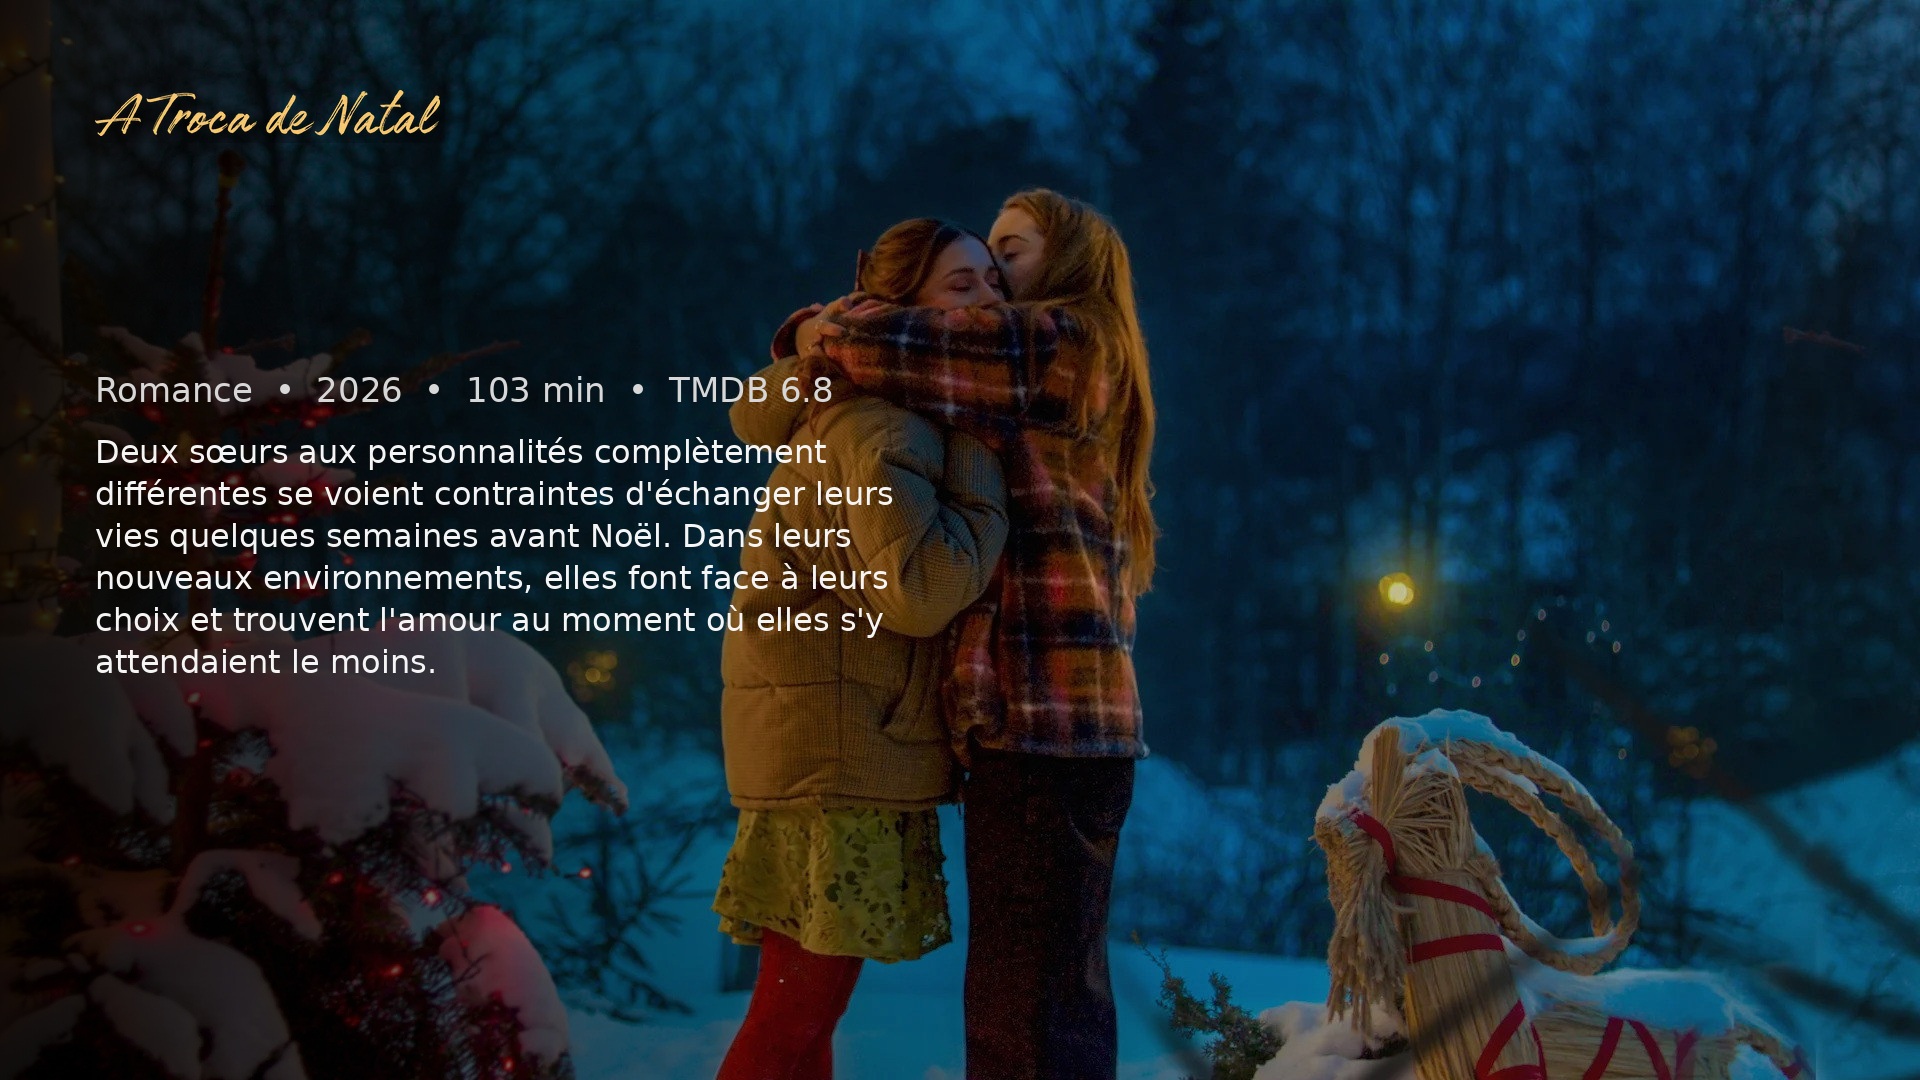 A Troca de Natal
Romance • 2026 • 103 min • TMDB 6.8
Deux sœurs aux personnalités complètement
différentes se voient contraintes d'échanger leurs
vies quelques semaines avant Noël. Dans leurs
nouveaux environnements, elles font face à leurs
choix et trouvent l'amour au moment où elles s'y
attendaient le moins.